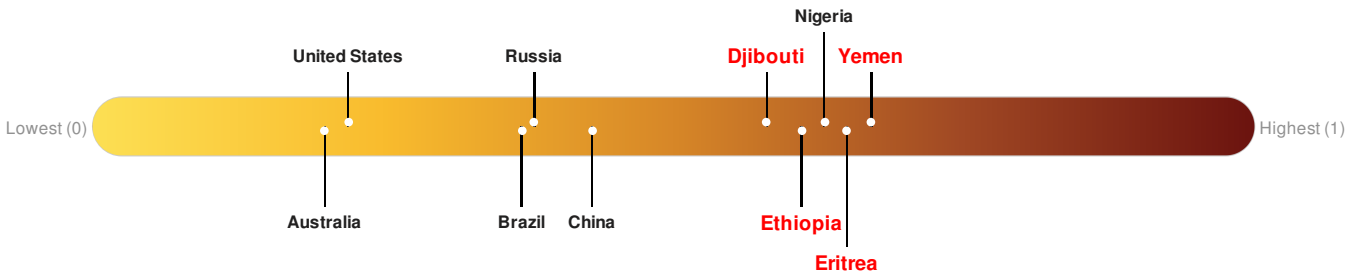 Nigeria
United States
Russia
Djibouti
Yemen
Lowest (0)
Highest (1)
Australia
Brazil
China
Ethiopia
Eritrea